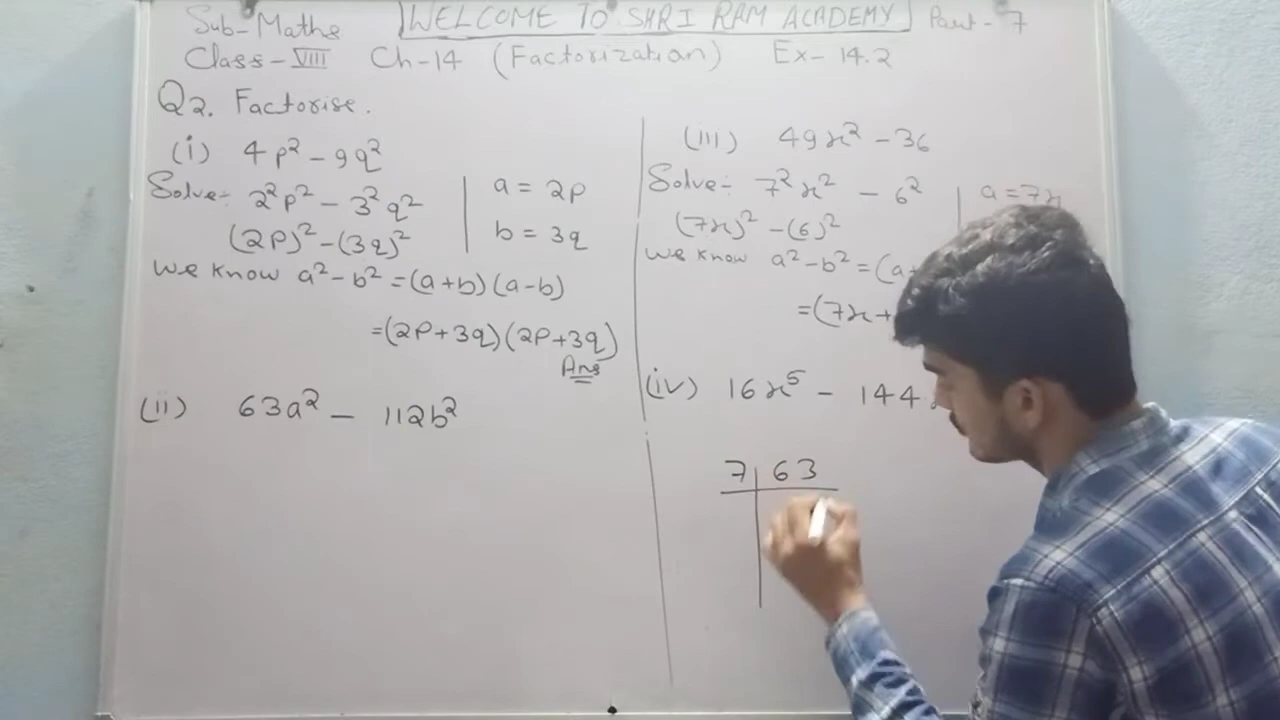 Sub-Maths WELCOME TO SHRI RAM ACADEMY Part-7
Class-VIII Ch-14 (Factorization) Ex-14.2
Q2. Factorise.
(i) 4p² - 9q²
Solve:- 2²p² - 3²q²
(2p)² - (3q)²
a = 2p
b = 3q
We know a² - b² = (a+b)(a-b)
= (2p+3q)(2p+3q)
Ans
(ii) 63a² - 112b²
(iii) 49x² - 36
Solve:- 7²x² - 6²
(7x)² - (6)²
a = 7x
We know a² - b² = (a+
= (7x+
(iv) 16x⁵ - 144
7 | 63